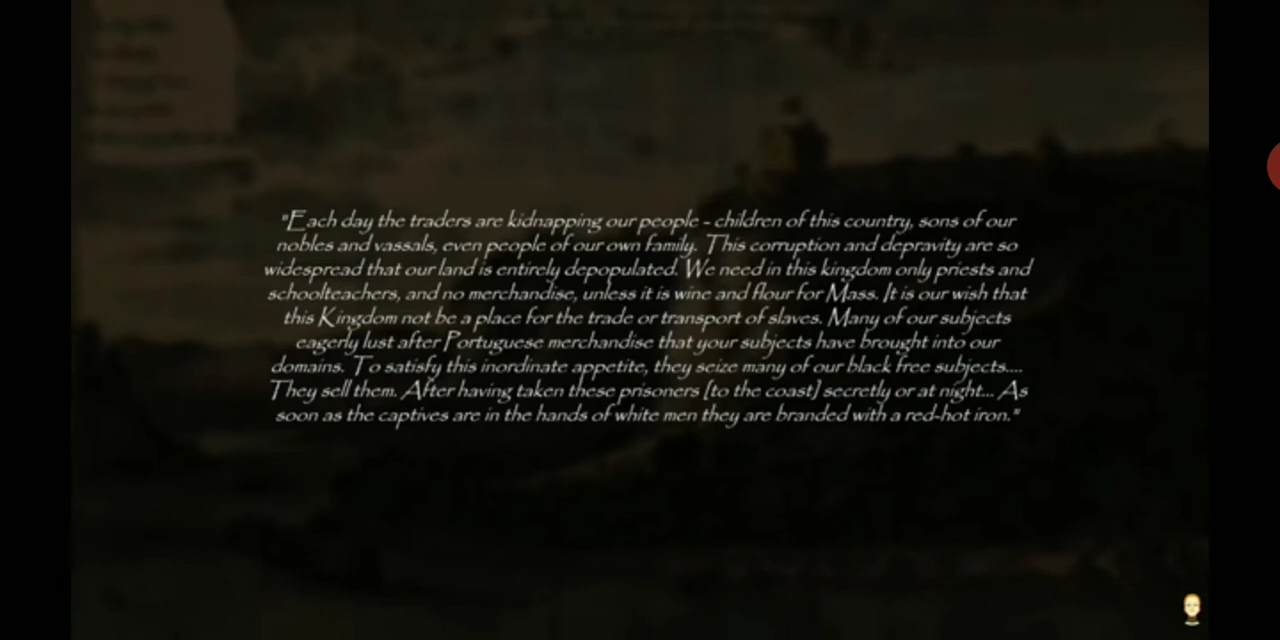 "Each day the traders are kidnapping our people - children of this country, sons of our
nobles and vassals, even people of our own family. This corruption and depravity are so
widespread that our land is entirely depopulated. We need in this kingdom only priests and
schoolteachers, and no merchandise, unless it is wine and flour for Mass. It is our wish that
this Kingdom not be a place for the trade or transport of slaves. Many of our subjects
eagerly lust after Portuguese merchandise that your subjects have brought into our
domains. To satisfy this inordinate appetite, they seize many of our black free subjects....
They sell them. After having taken these prisoners [to the coast] secretly or at night... As
soon as the captives are in the hands of white men they are branded with a red-hot iron."